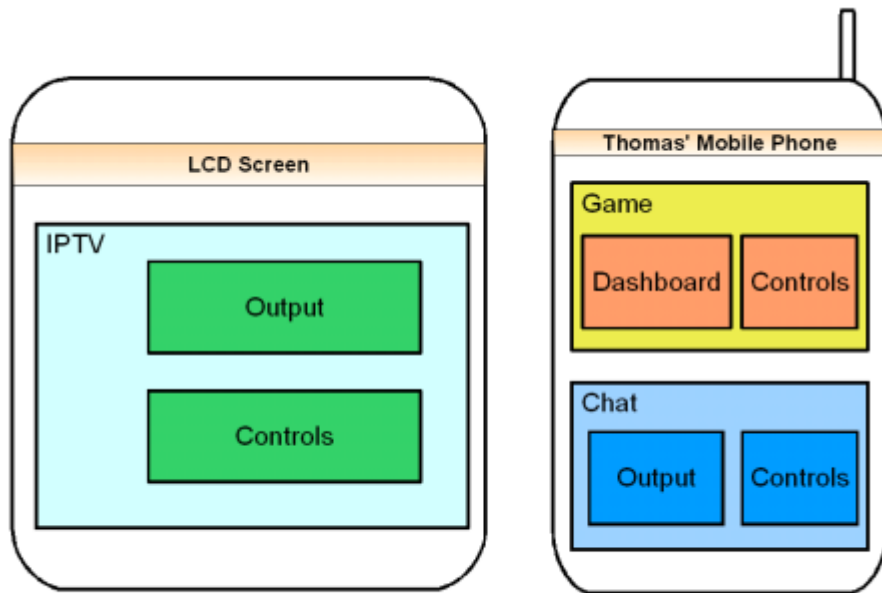 LCD Screen
IPTV
Output
Controls
Thomas' Mobile Phone
Game
Dashboard
Controls
Chat
Output
Controls